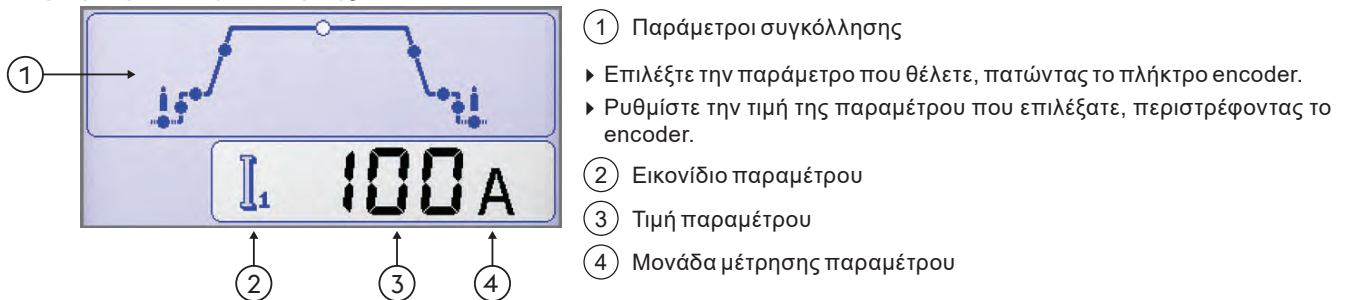 1 Παράμετροι συγκόλλησης
▸ Επιλέξτε την παράμετρο που θέλετε, πατώντας το πλήκτρο encoder.
▸ Ρυθμίστε την τιμή της παραμέτρου που επιλέξατε, περιστρέφοντας το
encoder.
2 Εικονίδιο παραμέτρου
3 Τιμή παραμέτρου
4 Μονάδα μέτρησης παραμέτρου
1
I1 100 A
2 3 4